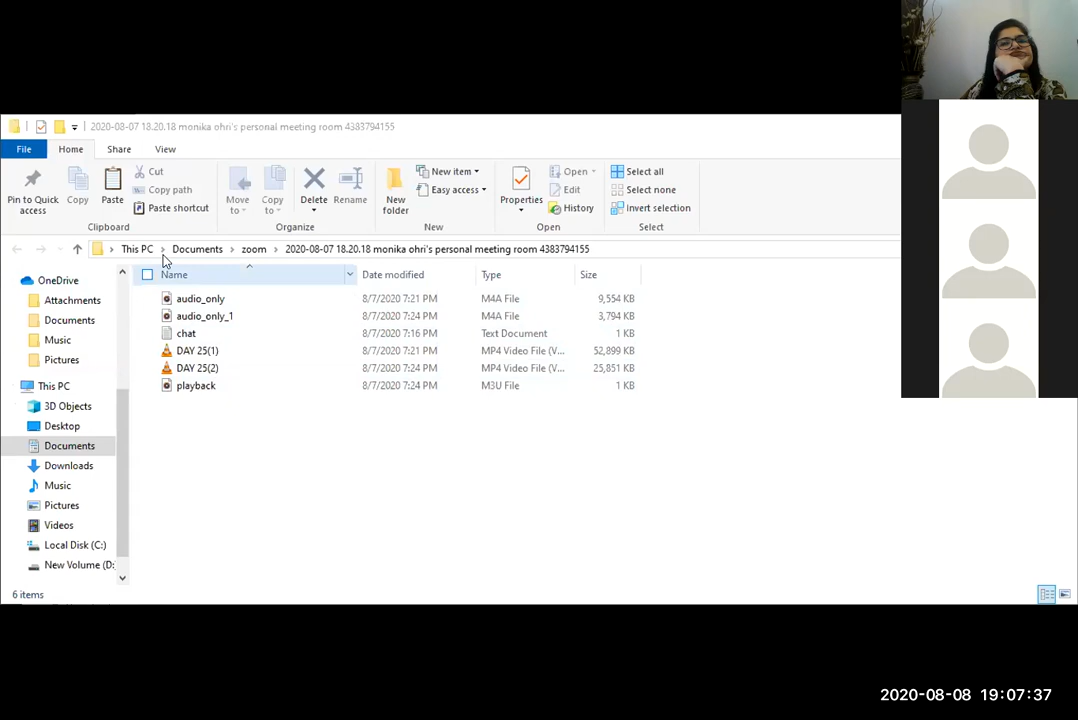 2020-08-07 18.20.18 monika ohri's personal meeting room 4383794155
File Home Share View
Pin to Quick access
Copy
Paste
Cut
Copy path
Paste shortcut
Clipboard
Move to
Copy to
Delete
Rename
Organize
New folder
New item
Easy access
New
Properties
Open
Edit
History
Open
Select all
Select none
Invert selection
Select
This PC Documents zoom 2020-08-07 18.20.18 monika ohri's personal meeting room 4383794155
OneDrive
Attachments
Documents
Music
Pictures
This PC
3D Objects
Desktop
Documents
Downloads
Music
Pictures
Videos
Local Disk (C:)
New Volume (D:
Name Date modified Type Size
audio_only 8/7/2020 7:21 PM M4A File 9,554 KB
audio_only_1 8/7/2020 7:24 PM M4A File 3,794 KB
chat 8/7/2020 7:16 PM Text Document 1 KB
DAY 25(1) 8/7/2020 7:21 PM MP4 Video File (V... 52,899 KB
DAY 25(2) 8/7/2020 7:24 PM MP4 Video File (V... 25,851 KB
playback 8/7/2020 7:24 PM M3U File 1 KB
6 items
2020-08-08 19:07:37